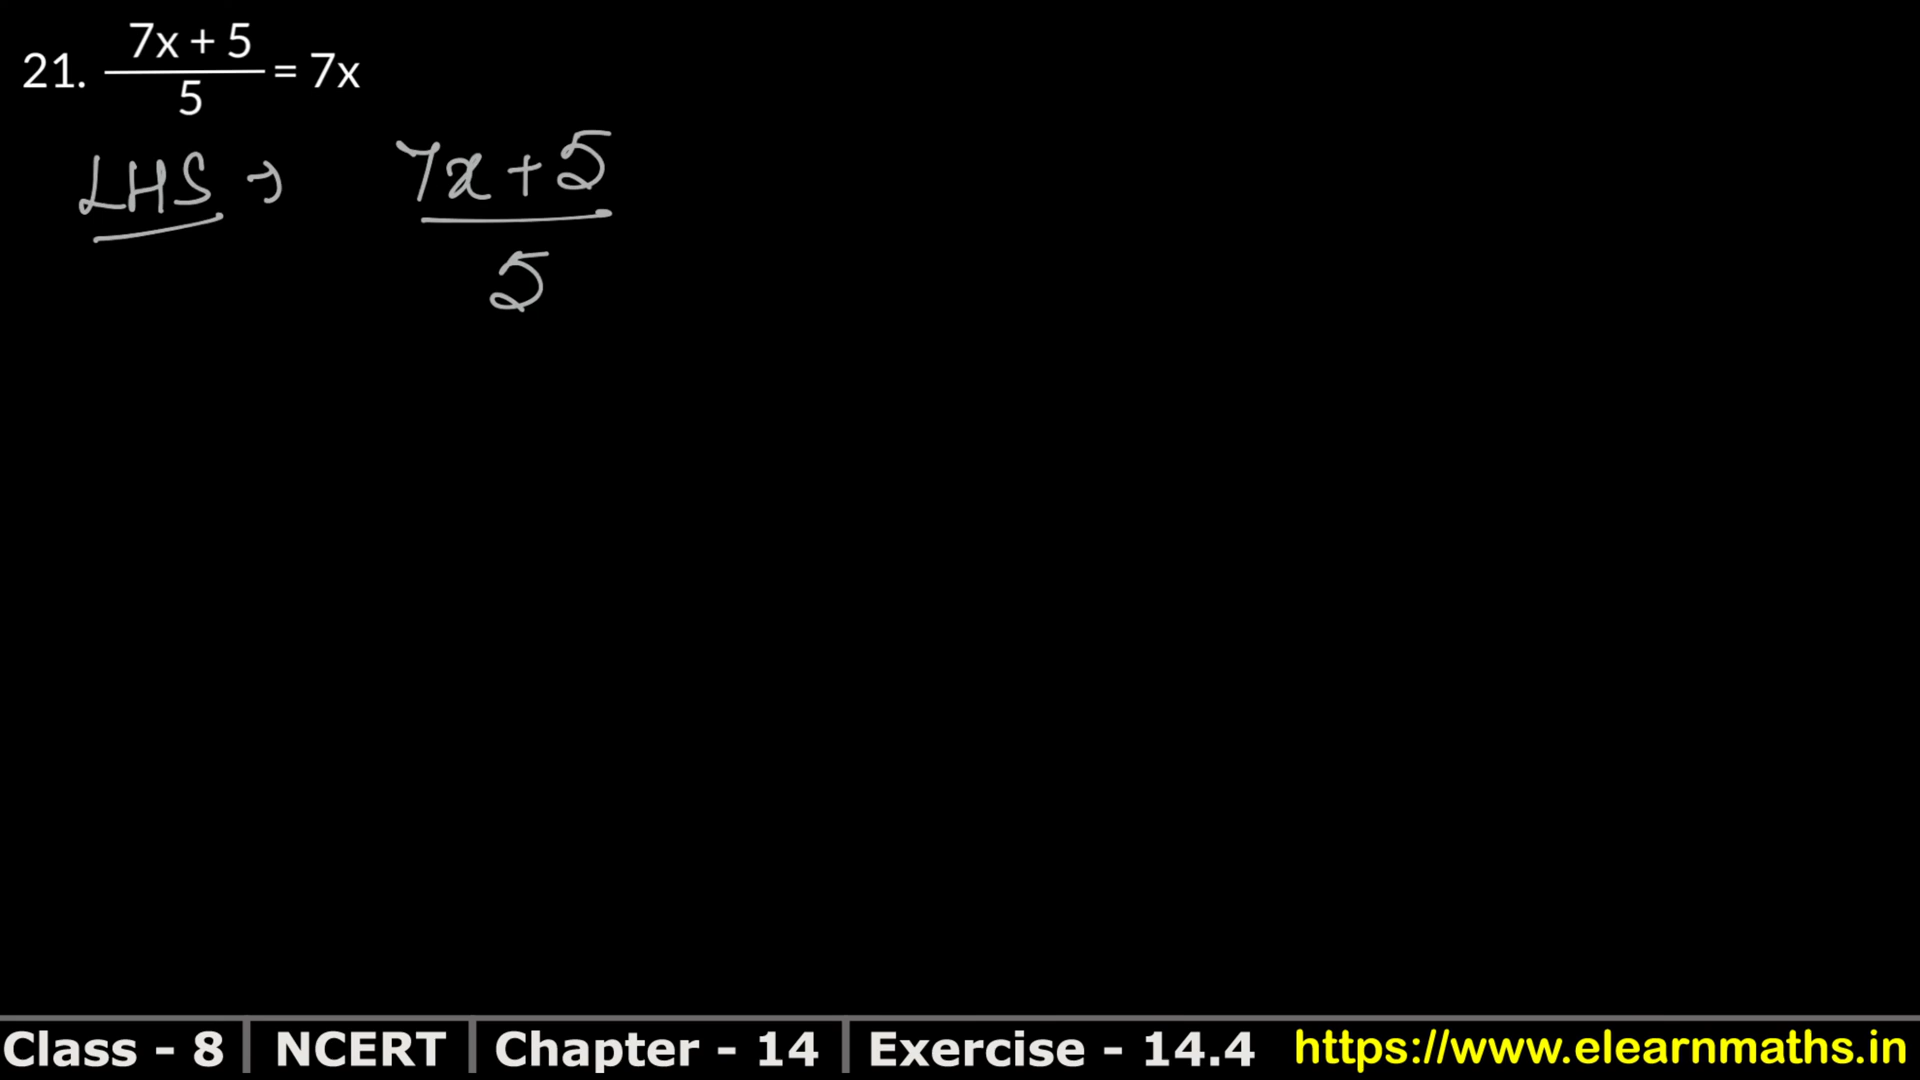 21. 7x + 5 / 5 = 7x
LHS → 7x + 5 / 5
Class - 8 | NCERT | Chapter - 14 | Exercise - 14.4 https://www.elearnmaths.in